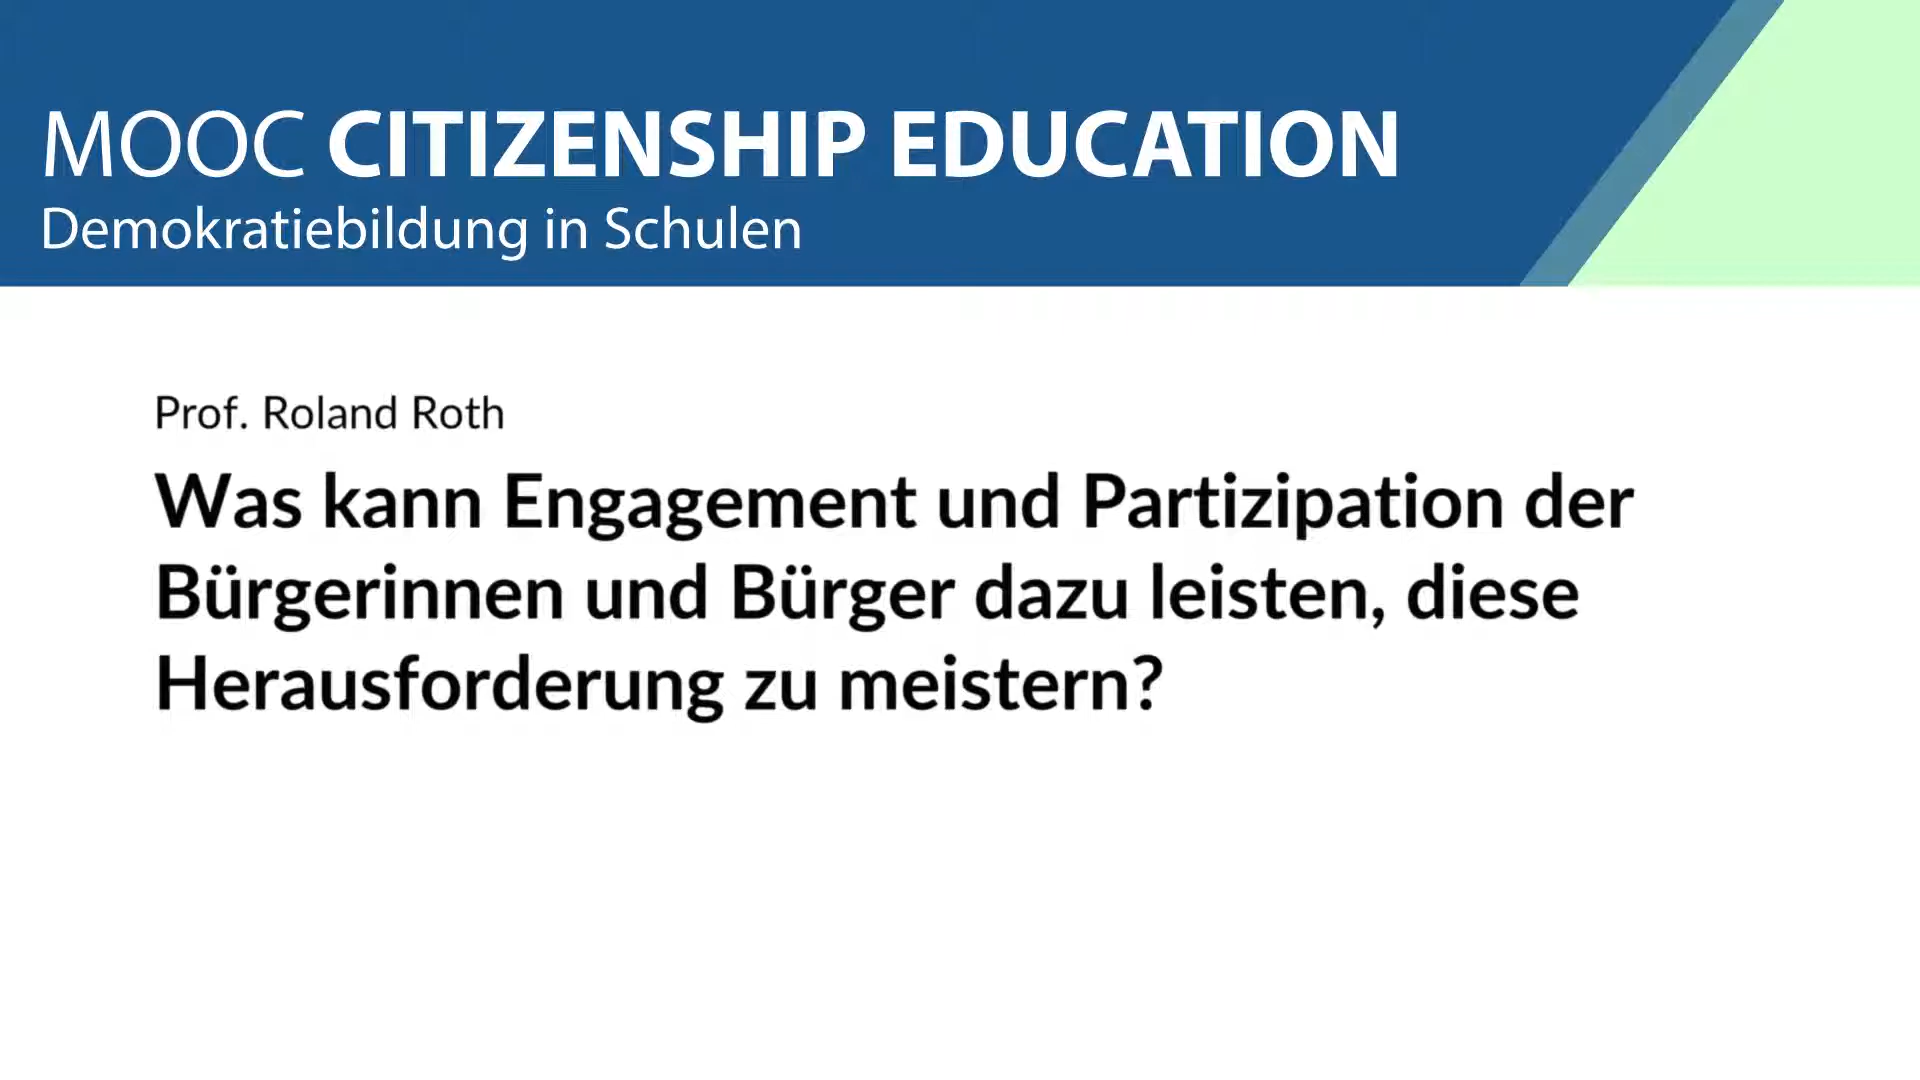 MOOC CITIZENSHIP EDUCATION
Demokratiebildung in Schulen
Prof. Roland Roth
Was kann Engagement und Partizipation der
Bürgerinnen und Bürger dazu leisten, diese
Herausforderung zu meistern?